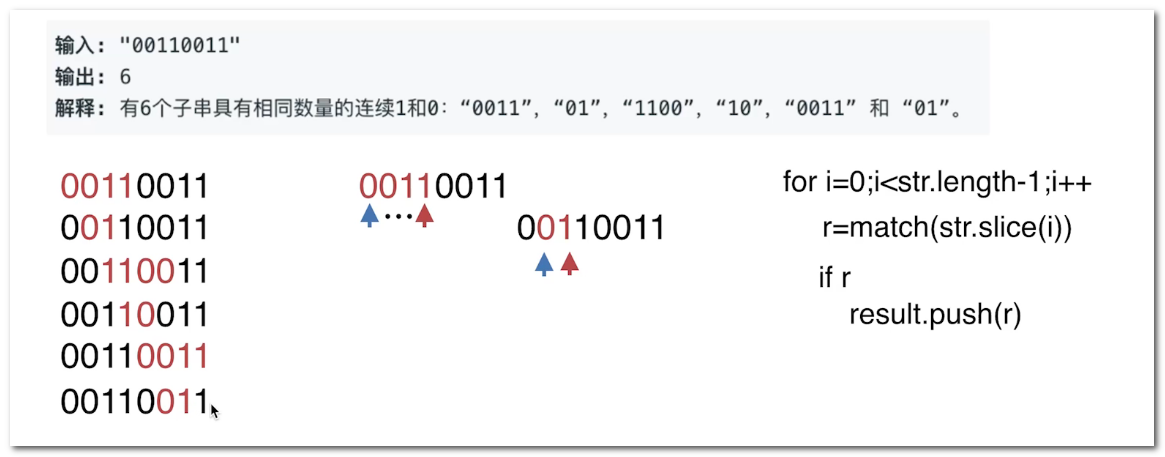 输入: "00110011"
输出: 6
解释: 有6个子串具有相同数量的连续1和0: “0011”, “01”, “1100”, “10”, “0011” 和 “01”。
00110011
00110011
00110011
00110011
00110011
00110011
00110011
...
00110011
for i=0;i<str.length-1;i++
r=match(str.slice(i))
if r
result.push(r)